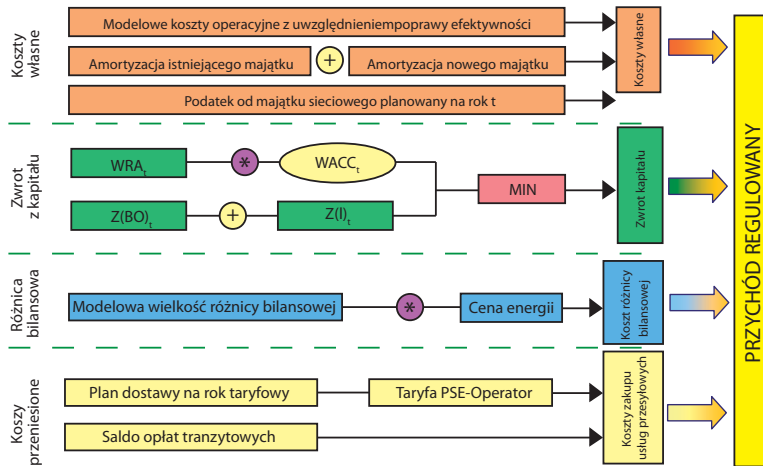 Koszty
własne
Modelowe koszty operacyjne z uwzględnieniempoprawy efektywności
Amortyzacja istniejącego majątku
+
Amortyzacja nowego majątku
Podatek od majątku sieciowego planowany na rok t
Koszty własne
Zwrot
z kapitału
WRAt
*
WACCt
Z(BO)t
+
Z(I)t
MIN
Zwrot kapitału
Różnica
bilansowa
Modelowa wielkość różnicy bilansowej
*
Cena energii
Koszt różnicy
bilansowej
Koszy
przeniesione
Plan dostawy na rok taryfowy
Taryfa PSE-Operator
Saldo opłat tranzytowych
Koszty zakupu
usług przesyłowych
PRZYCHÓD REGULOWANY